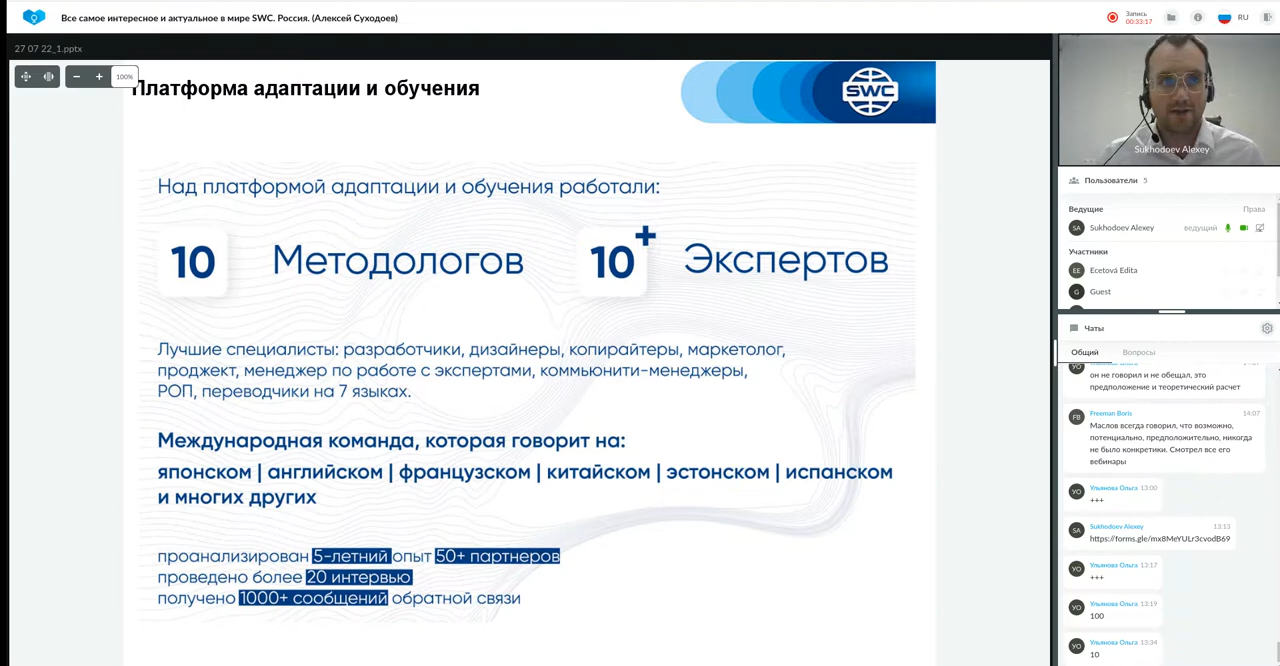 Все самое интересное и актуальное в мире SWC. Россия. (Алексей Суходоев)
Запись
00:33:17
RU
27 07 22_1.pptx
100%
Платформа адаптации и обучения
SWC
Над платформой адаптации и обучения работали:
10 Методологов 10+ Экспертов
Лучшие специалисты: разработчики, дизайнеры, копирайтеры, маркетолог,
проджект, менеджер по работе с экспертами, коммьюнити-менеджеры,
РОП, переводчики на 7 языках.
Международная команда, которая говорит на:
японском | английском | французском | китайском | эстонском | испанском
и многих других
проанализирован 5-летний опыт 50+ партнеров
проведено более 20 интервью
получено 1000+ сообщений обратной связи
Sukhodoev Alexey
Пользователи 5
Ведущие Права
SA Sukhodoev Alexey ведущий
Участники
EE Ecetová Edita
G Guest
Чаты
Общий Вопросы
УО
он не говорил и не обещал, это
предположение и теоретический расчет
FB Freeman Boris 14:07
Маслов всегда говорил, что возможно,
потенциально, предположительно, никогда
не было конкретики. Смотрел все его
вебинары
УО Ульянова Ольга 13:00
+++
SA Sukhodoev Alexey 13:13
https://forms.gle/mx8MeYULr3cvodB69
УО Ульянова Ольга 13:17
+++
УО Ульянова Ольга 13:19
100
УО Ульянова Ольга 13:34
10